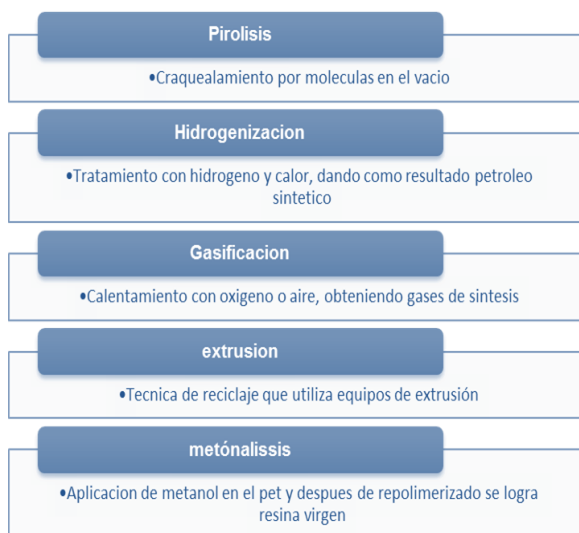 Pirolisis
•Craquealamiento por moleculas en el vacio
Hidrogenizacion
•Tratamiento con hidrogeno y calor, dando como resultado petroleo
sintetico
Gasificacion
•Calentamiento con oxigeno o aire, obteniendo gases de sintesis
extrusion
•Tecnica de reciclaje que utiliza equipos de extrusión
metónalissis
•Aplicacion de metanol en el pet y despues de repolimerizado se logra
resina virgen